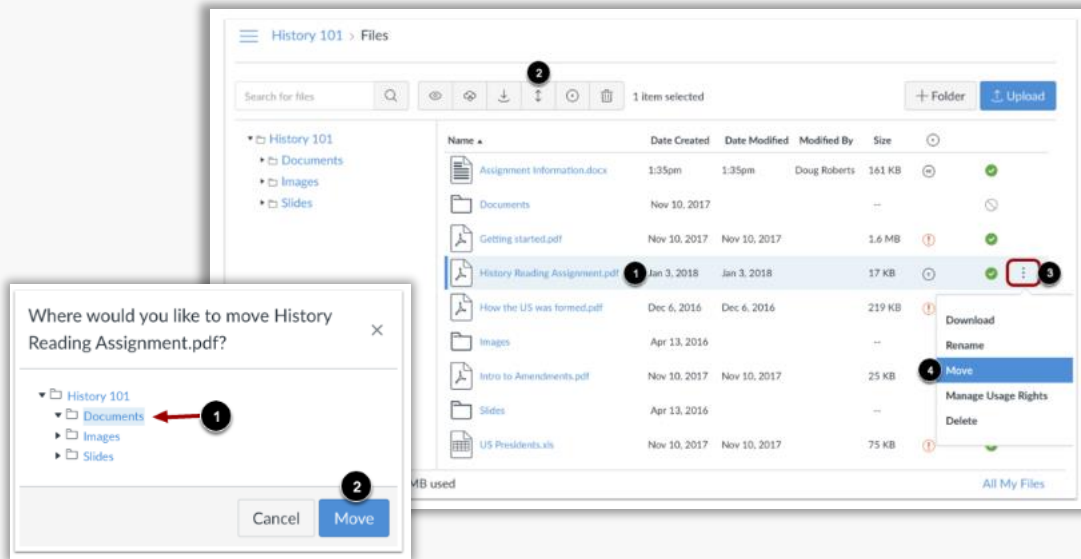 History 101 > Files
2
Search for files
1 item selected
+ Folder
Upload
History 101
Documents
Images
Slides
Name
Date Created
Date Modified
Modified By
Size
Assignment Information.docx 1:35pm 1:35pm Doug Roberts 161 KB
Documents Nov 10, 2017 --
Getting started.pdf Nov 10, 2017 Nov 10, 2017 1.6 MB
History Reading Assignment.pdf 1 Jan 3, 2018 Jan 3, 2018 17 KB 3
How the US was formed.pdf Dec 6, 2016 Dec 6, 2016 219 KB
Images Apr 13, 2016 --
Intro to Amendments.pdf Nov 10, 2017 Nov 10, 2017 25 KB
Slides Apr 13, 2016 --
US Presidents.xls Nov 10, 2017 Nov 10, 2017 75 KB
Download
Rename
4 Move
Manage Usage Rights
Delete
MB used
All My Files
Where would you like to move History
Reading Assignment.pdf?
History 101
Documents 1
Images
Slides
2
Cancel
Move